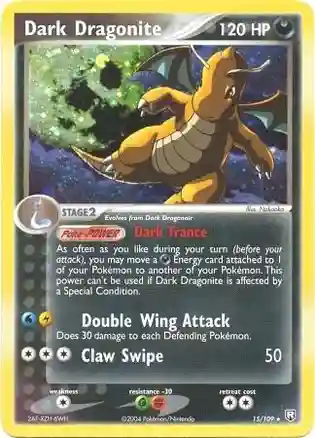 Dark Dragonite 120 HP
Illus. Nakaoka
STAGE2
Evolves from Dark Dragonair
Poké-POWER Dark Trance
As often as you like during your turn (before your
attack), you may move a Energy card attached to 1
of your Pokémon to another of your Pokémon. This
power can't be used if Dark Dragonite is affected by
a Special Condition.
Double Wing Attack
Does 30 damage to each Defending Pokémon.
Claw Swipe 50
weakness resistance -30 retreat cost
©2004 Pokémon/Nintendo 15/109 ★
R